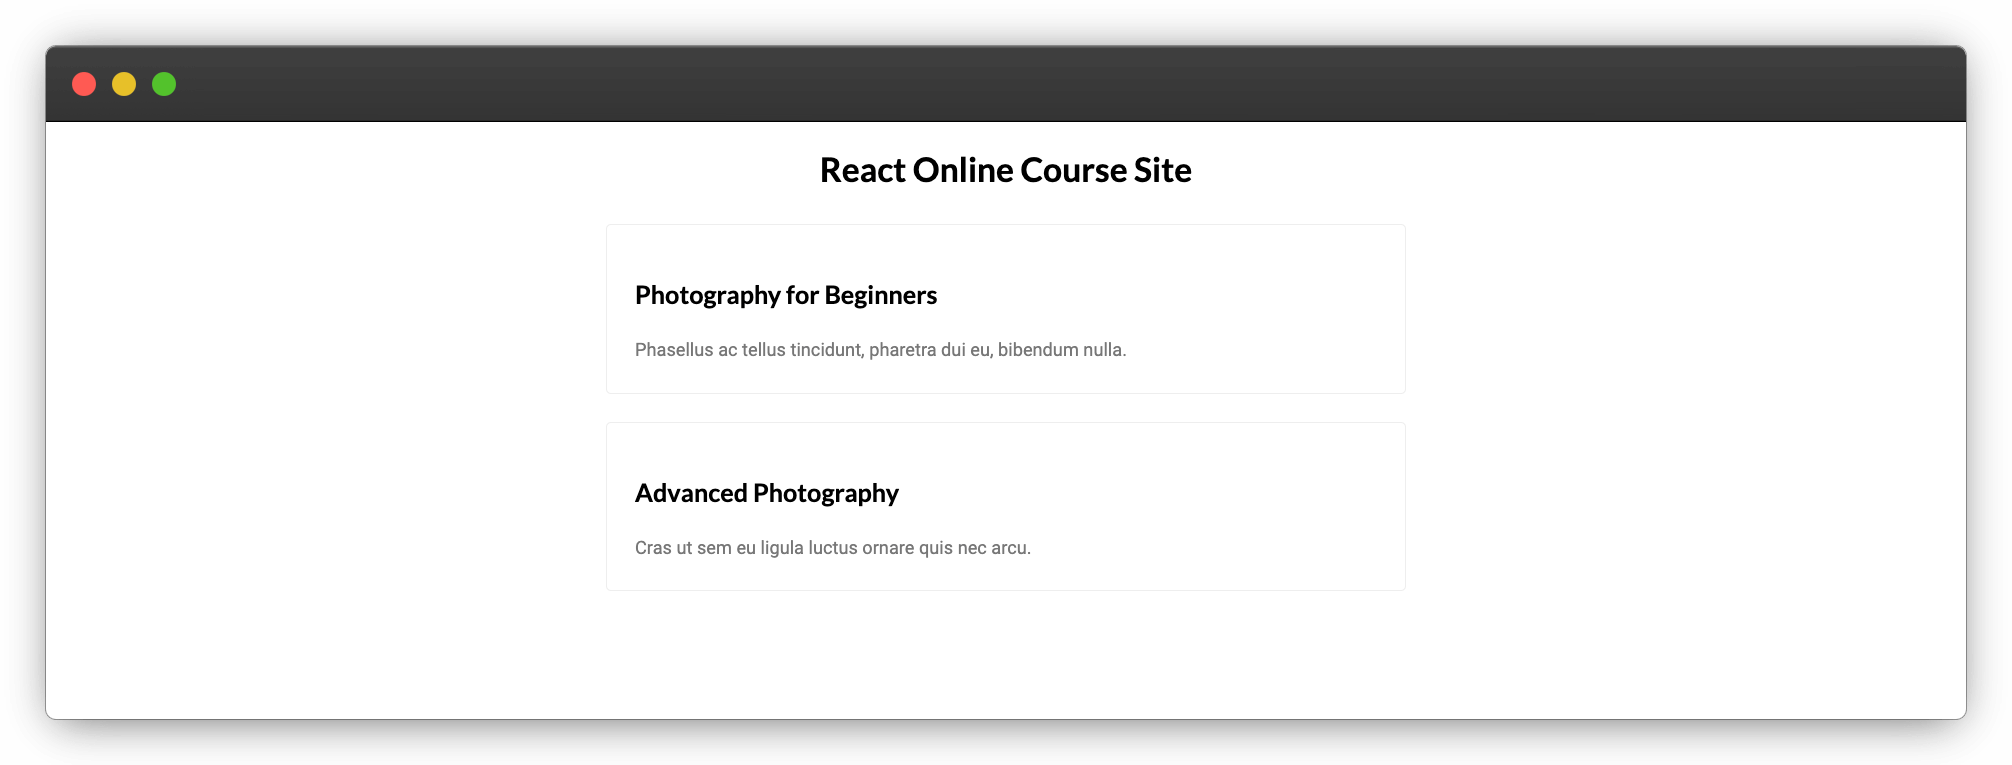 React Online Course Site
Photography for Beginners
Phasellus ac tellus tincidunt, pharetra dui eu, bibendum nulla.
Advanced Photography
Cras ut sem eu ligula luctus ornare quis nec arcu.